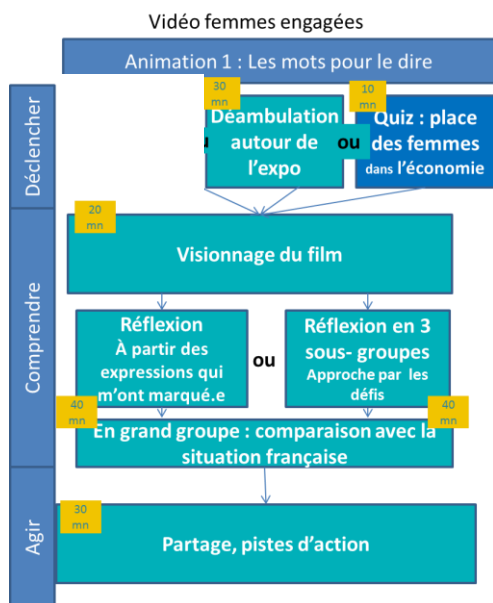 Vidéo femmes engagées
Animation 1 : Les mots pour le dire
Déclencher
30
mn
Déambulation
autour de
l'expo
ou
10
mn
Quiz : place
des femmes
dans l'économie
Comprendre
20
mn
Visionnage du film
Réflexion
À partir des
expressions qui
m'ont marqué.e
ou
Réflexion en 3
sous- groupes
Approche par les
défis
40
mn
40
mn
En grand groupe : comparaison avec la
situation française
Agir
30
mn
Partage, pistes d'action